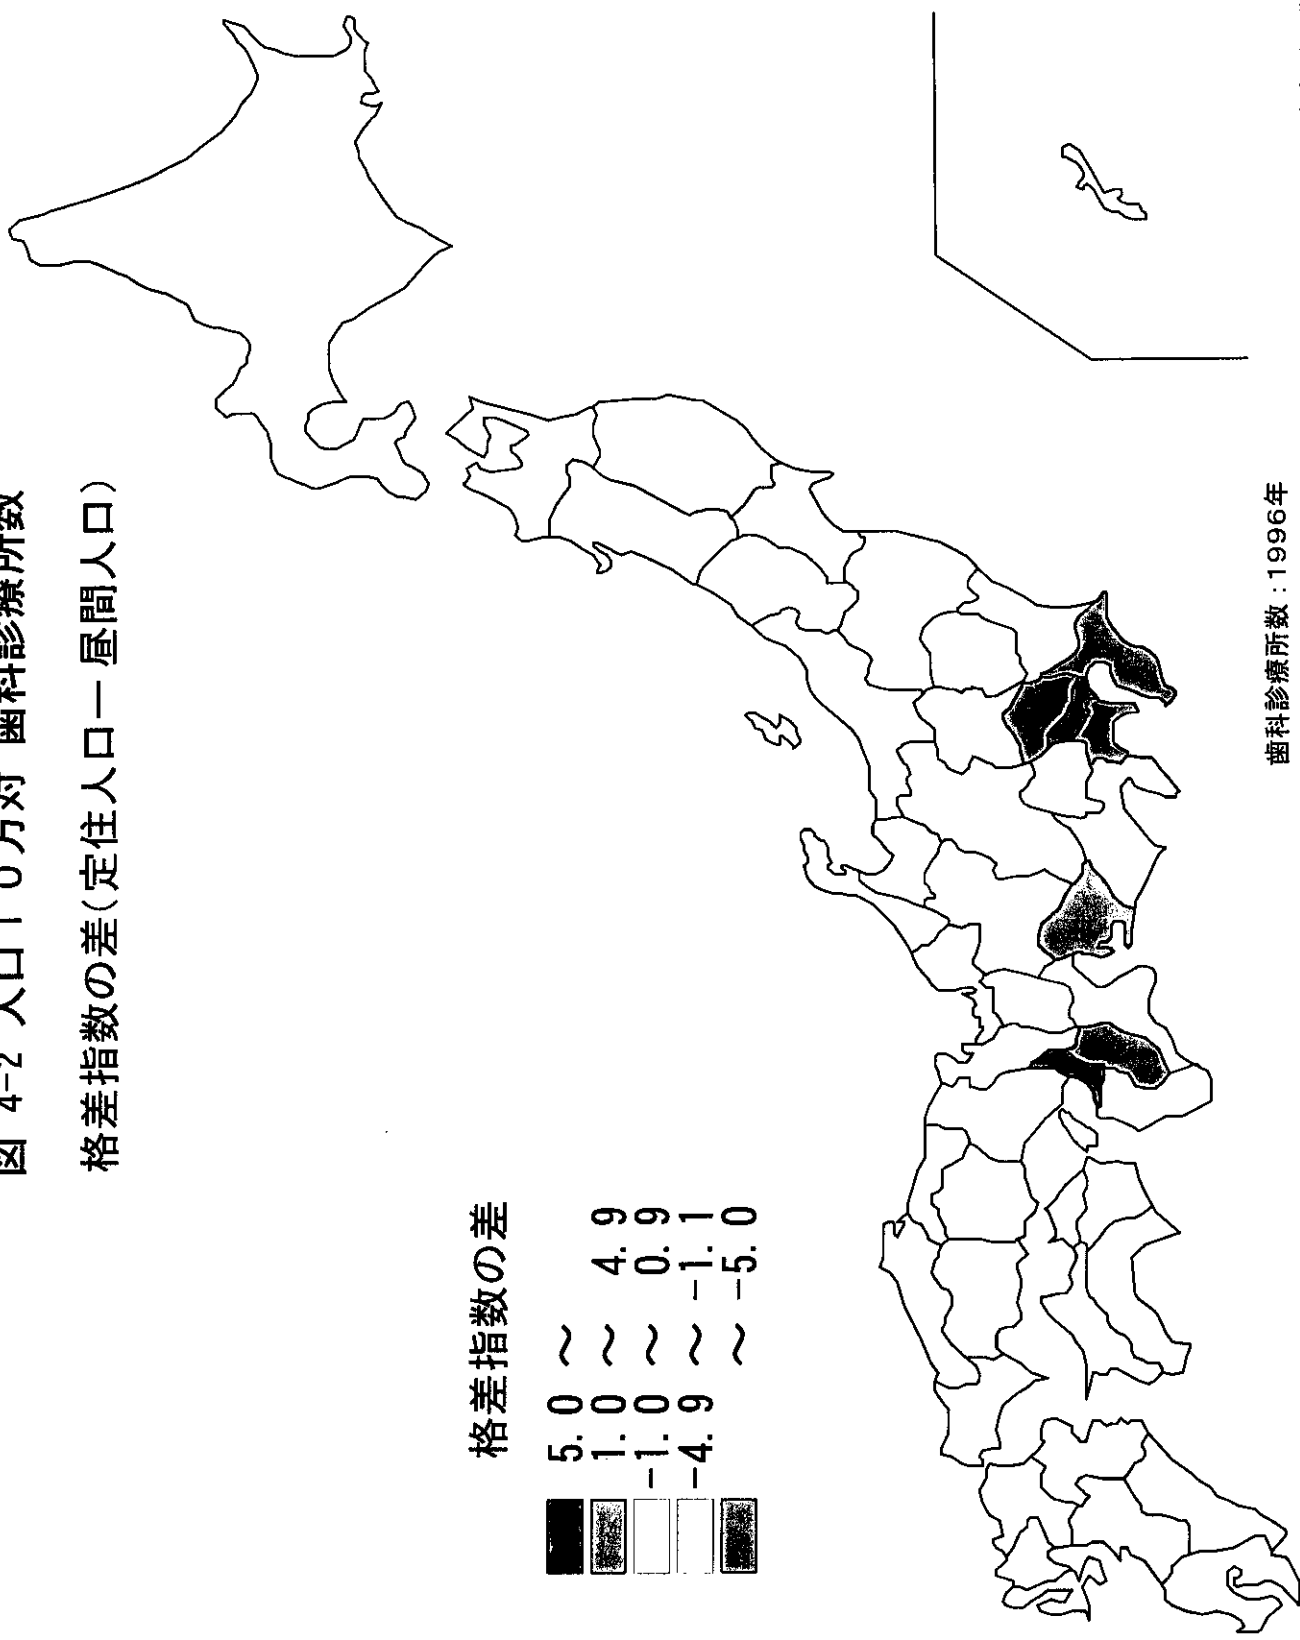 図 4-2 人口10万対 歯科診療所数
格差指数の差(定住人口ー昼間人口)
格差指数の差
5.0 ～
1.0 ～ 4.9
-1.0 ～ 0.9
-4.9 ～ -1.1
～ -5.0
歯科診療所数:1996年